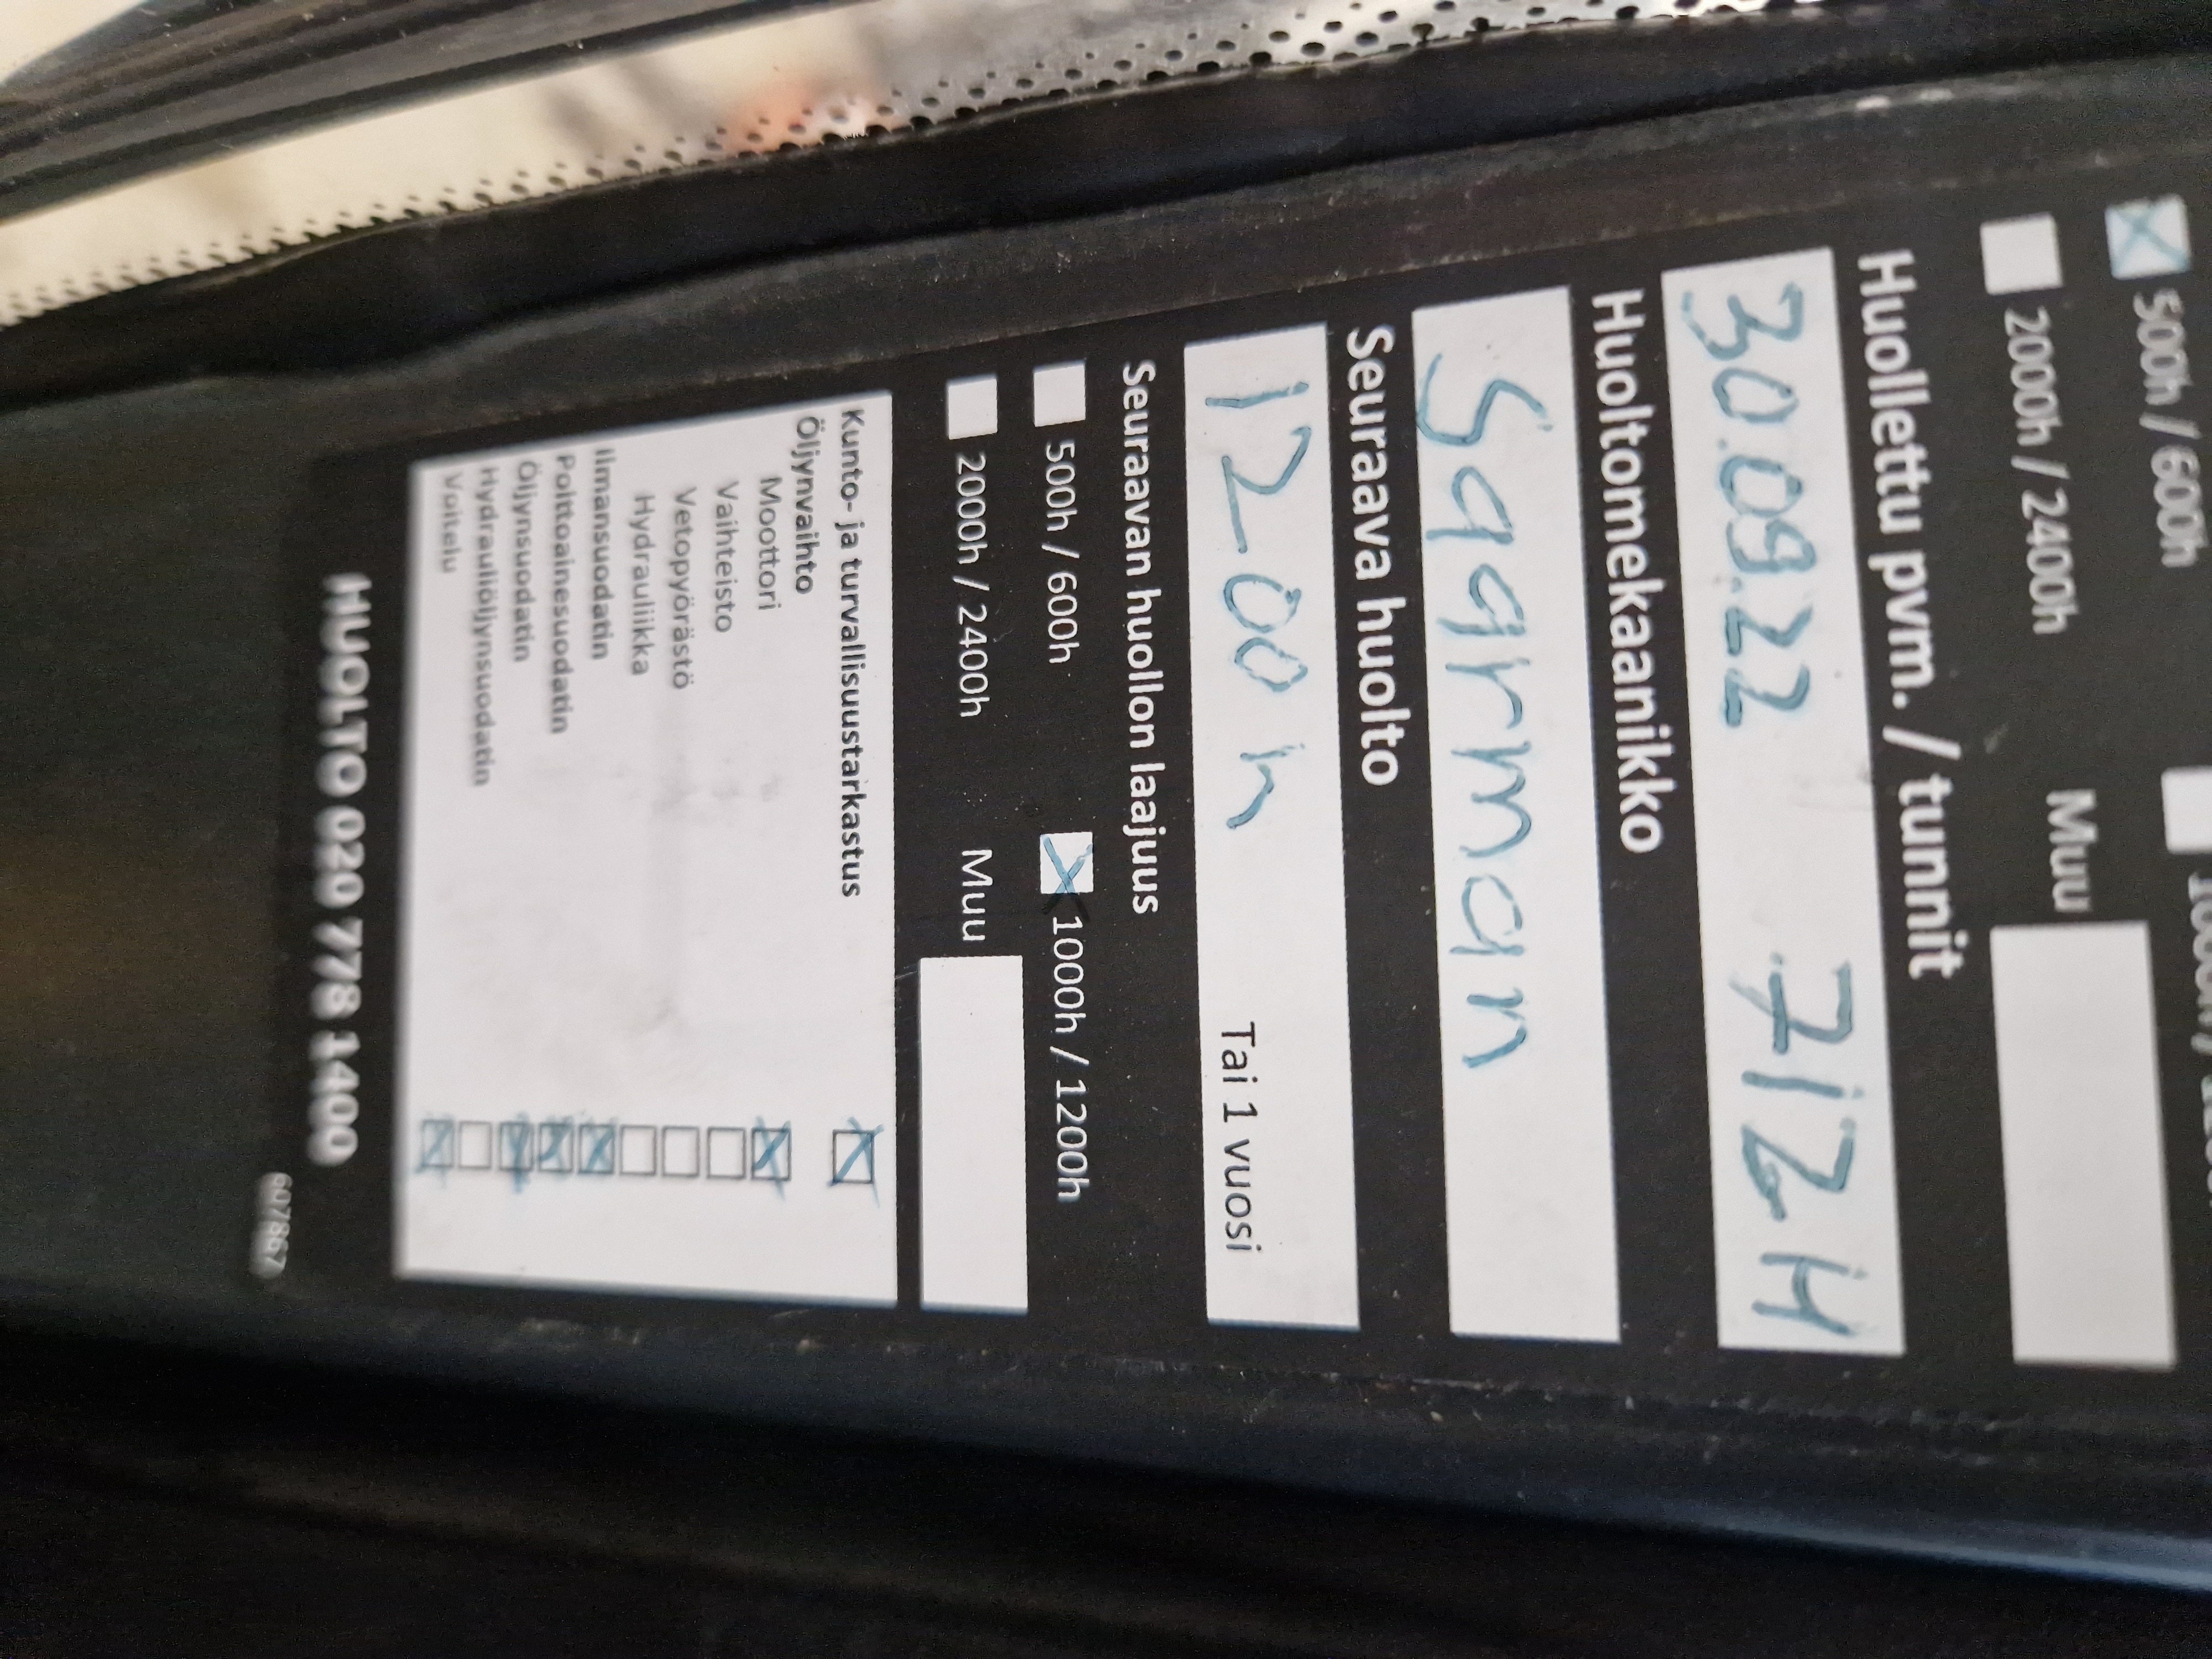 500h / 600h
2000h / 2400h Muu
Huollettu pvm. / tunnit
30.09.22 712H
Huoltomekaanikko
Saarman
Seuraava huolto
1200 h Tai 1 vuosi
Seuraavan huollon laajuus
500h / 600h 1000h / 1200h
2000h / 2400h Muu
Kunto- ja turvallisuustarkastus
Öljynvaihto
Moottori
Vaihteisto
Vetopyörästö
Hydrauliikka
Ilmansuodatin
Polttoainesuodatin
Öljynsuodatin
Hydrauliöljynsuodatin
Voitelu
HUOLTO 020 778 1400
607867